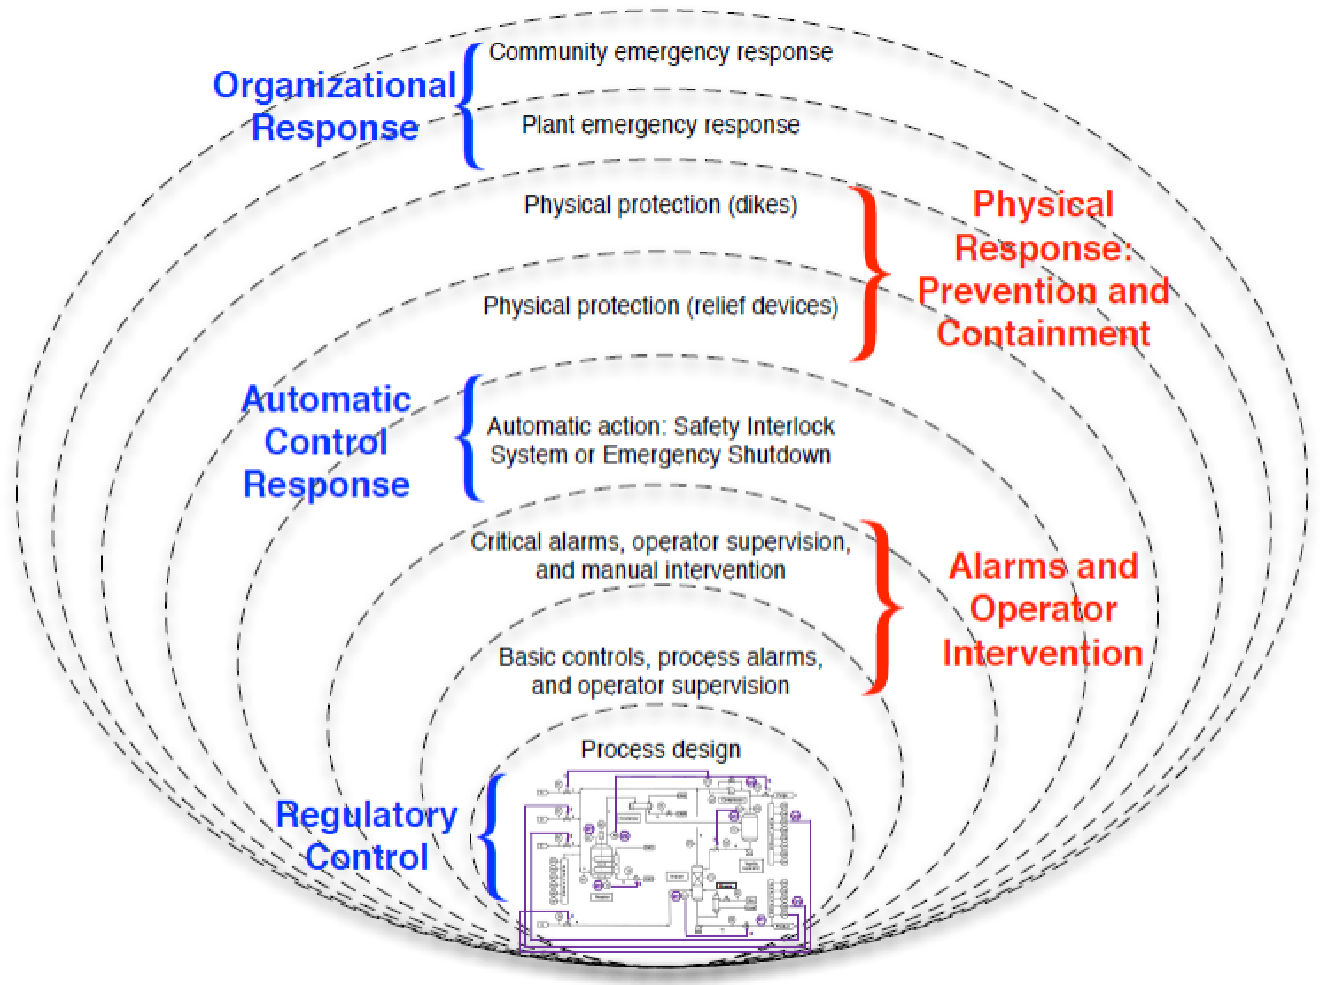 Community emergency response
Organizational
Response
Plant emergency response
Physical protection (dikes)
Physical
Response:
Prevention and
Containment
Physical protection (relief devices)
Automatic
Control
Response
Automatic action: Safety Interlock
System or Emergency Shutdown
Critical alarms, operator supervision,
and manual intervention
Alarms and
Operator
Intervention
Basic controls, process alarms,
and operator supervision
Process design
Regulatory
Control